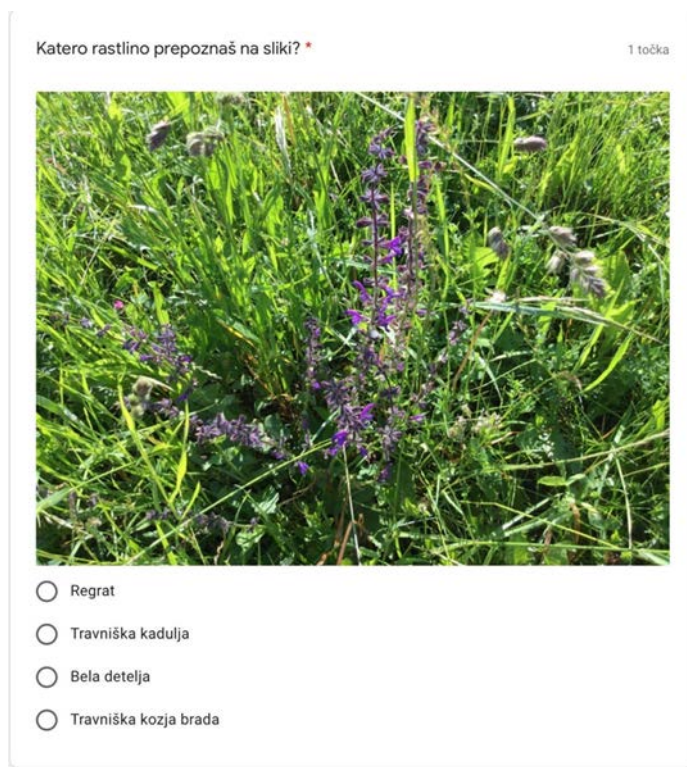 Katero rastlino prepoznaš na sliki? *
1 točka
Regrat
Travniška kadulja
Bela detelja
Travniška kozja brada